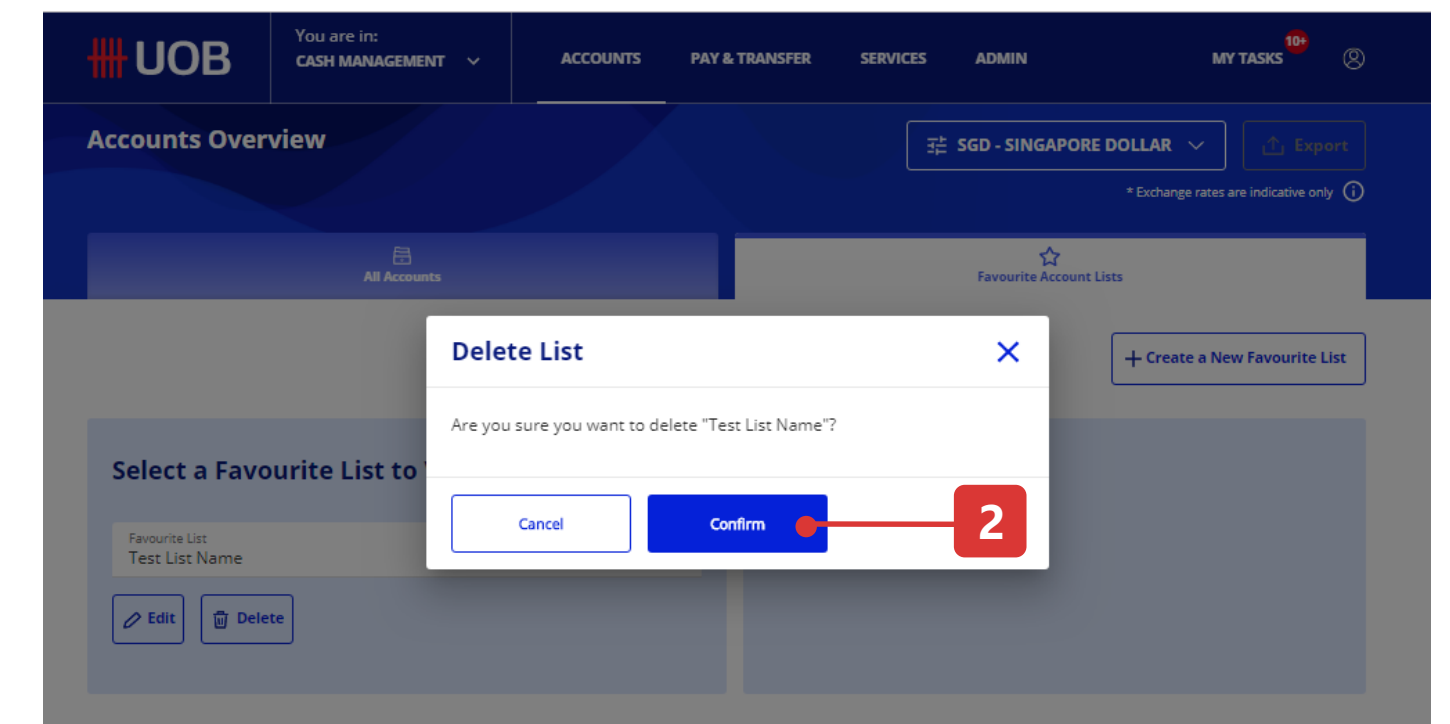 UOB
You are in:
CASH MANAGEMENT
ACCOUNTS
PAY & TRANSFER
SERVICES
ADMIN
MY TASKS
10+
Accounts Overview
SGD - SINGAPORE DOLLAR
Export
* Exchange rates are indicative only
All Accounts
Favourite Account Lists
Delete List
+ Create a New Favourite List
Are you sure you want to delete "Test List Name"?
Select a Favourite List to
Cancel
Confirm
2
Favourite List
Test List Name
Edit
Delete